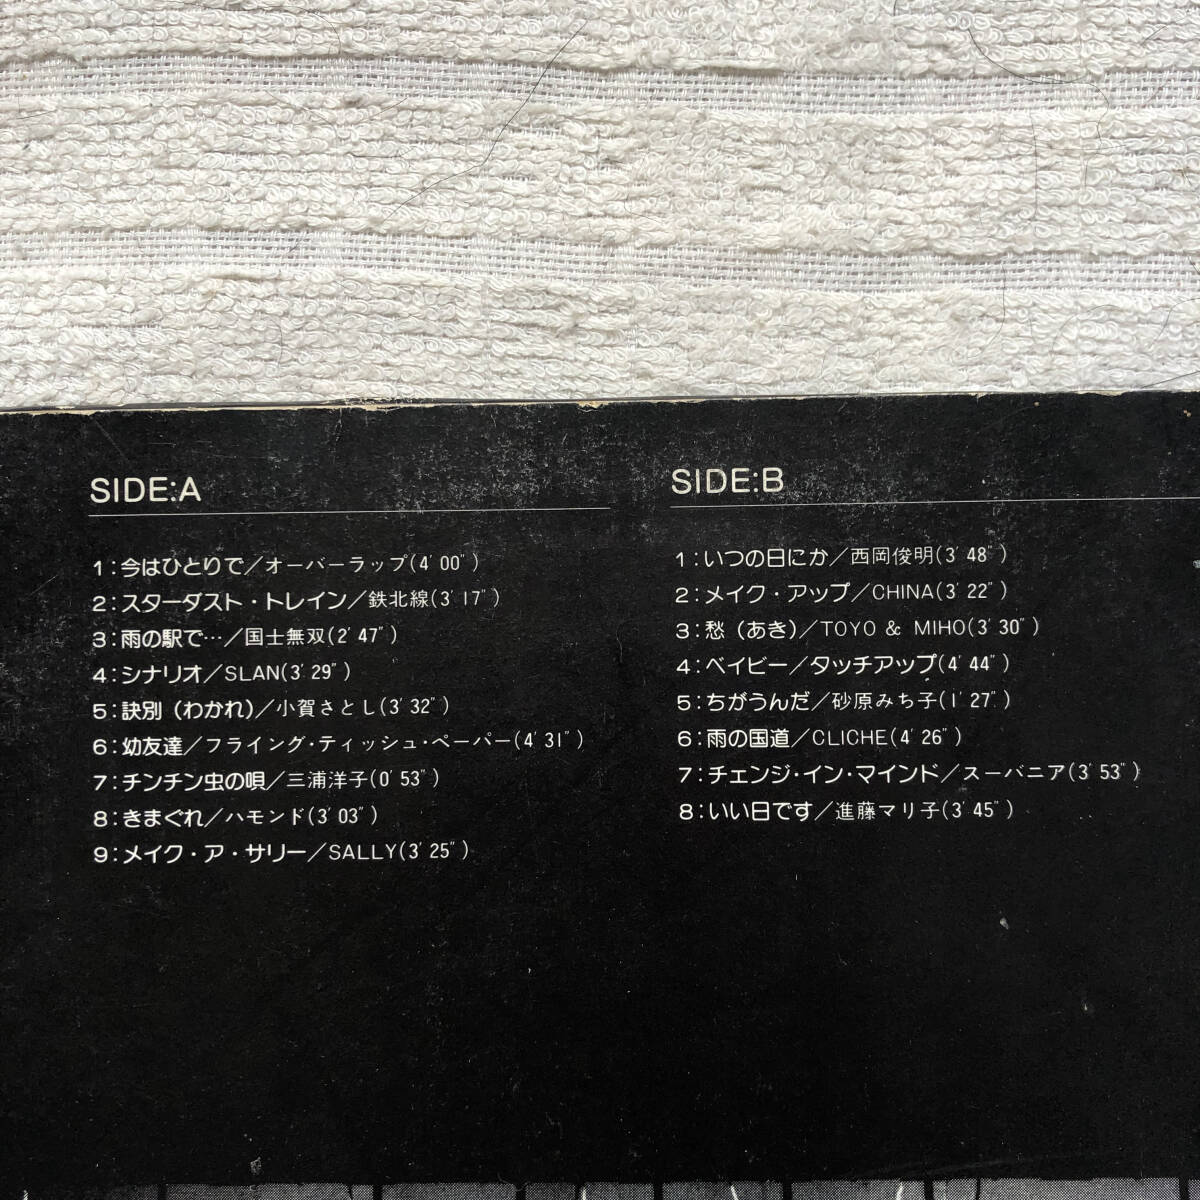 SIDE:A
1:今はひとりで/オーバーラップ(4'00")
2:スターダスト・トレイン/鉄北線(3'17")
3:雨の駅で…/国士無双(2'47")
4:シナリオ/SLAN(3'29")
5:訣別(わかれ)/小賀さとし(3'32")
6:幼友達/フライング・ティッシュ・ペーパー(4'31")
7:チンチン虫の唄/三浦洋子(0'53")
8:きまぐれ/ハモンド(3'03")
9:メイク・ア・サリー/SALLY(3'25")
SIDE:B
1:いつの日にか/西岡俊明(3'48")
2:メイク・アップ/CHINA(3'22")
3:愁(あき)/TOYO & MIHO(3'30")
4:ベイビー/タッチアップ(4'44")
5:ちがうんだ/砂原みち子(1'27")
6:雨の国道/CLICHE(4'26")
7:チェンジ・イン・マインド/スーバニア(3'53")
8:いい日です/進藤マリ子(3'45")